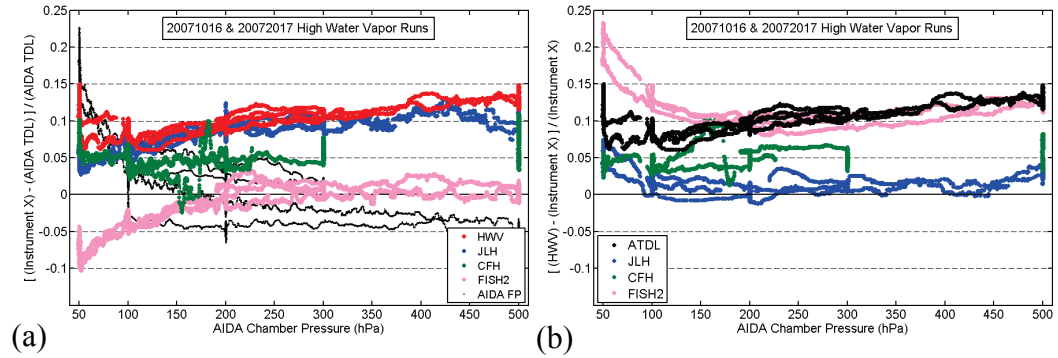 20071016 & 20072017 High Water Vapor Runs
[ (Instrument X) - (AIDA TDL) ] / (AIDA TDL)
0.25
0.2
0.15
0.1
0.05
0
-0.05
-0.1
HWV
JLH
CFH
FISH2
AIDA FP
50 100 150 200 250 300 350 400 450 500
AIDA Chamber Pressure (hPa)
(a)
20071016 & 20072017 High Water Vapor Runs
[ (HWV) - (Instrument X) ] / (Instrument X)
0.25
0.2
0.15
0.1
0.05
0
-0.05
-0.1
ATDL
JLH
CFH
FISH2
50 100 150 200 250 300 350 400 450 500
AIDA Chamber Pressure (hPa)
(b)